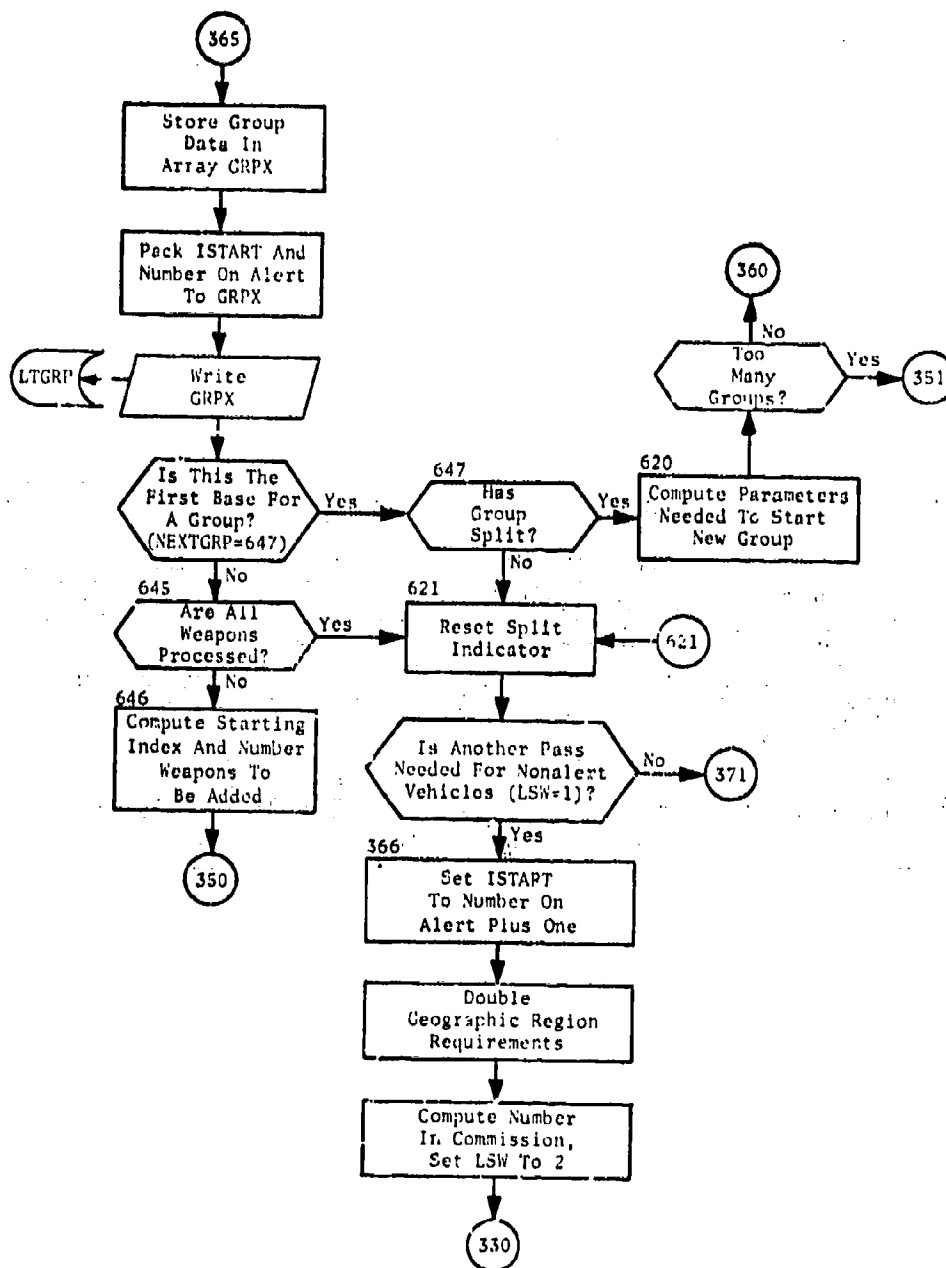 365
Store Group
Data In
Array GRPX
Pack ISTART And
Number On Alert
To GRPX
LTGRP
Write
GRPX
Is This The
First Base For
A Group?
(NEXTGRP=647)
Yes
No
647
Has
Group
Split?
Yes
No
620
Compute Parameters
Needed To Start
New Group
Too
Many
Groups?
No
Yes
360
351
645
Are All
Weapons
Processed?
Yes
No
621
Reset Split
Indicator
621
646
Compute Starting
Index And Number
Weapons To
Be Added
350
Is Another Pass
Needed For Nonalert
Vehicles (LSW=1)?
No
371
Yes
366
Set ISTART
To Number On
Alert Plus One
Double
Geographic Region
Requirements
Compute Number
In Commission,
Set LSW To 2
330